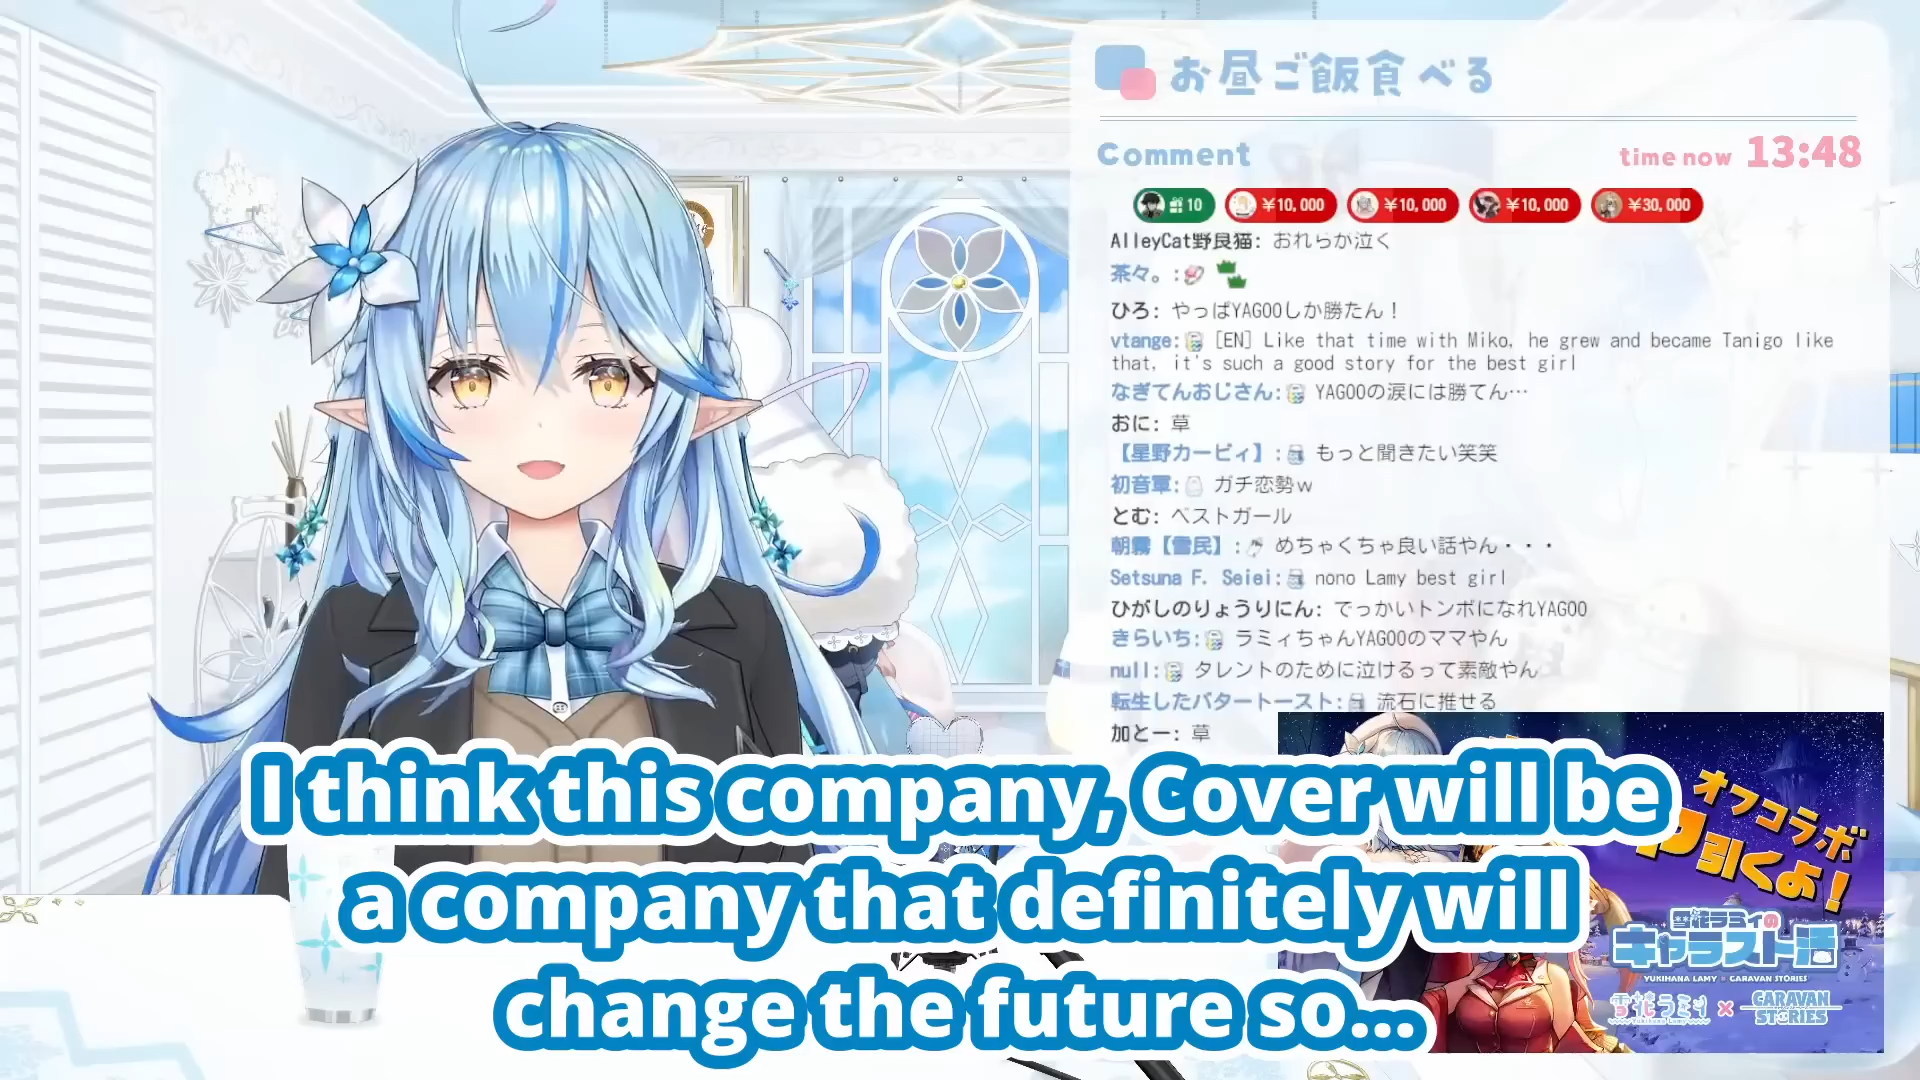 お昼ご飯食べる
Comment
time now 13:48
10
¥10,000
¥10,000
¥10,000
¥30,000
AlleyCat野良猫: おれらが泣く
茶々。:
ひろ: やっぱYAGOOしか勝たん！
vtange: [EN] Like that time with Miko, he grew and became Tanigo like
that, it's such a good story for the best girl
なぎてんおじさん: YAGOOの涙には勝てん…
おに: 草
【星野カービィ】: もっと聞きたい笑笑
初音軍: ガチ恋勢w
とむ: ベストガール
朝霧【雪民】: めちゃくちゃ良い話やん・・・
Setsuna F. Seiei: nono Lamy best girl
ひがしのりょうりにん: でっかいトンボになれYAGOO
きらいち: ラミィちゃんYAGOOのママやん
null: タレントのために泣けるって素敵やん
転生したバタートースト: 流石に推せる
加とー: 草
I think this company, Cover will be
a company that definitely will
change the future so...
オフコラボ
引くよ！
雪花ラミィの
キャラスト活
YUKIHANA LAMY × CARAVAN STORIES
雪花ラミィ
×
CARAVAN
STORIES